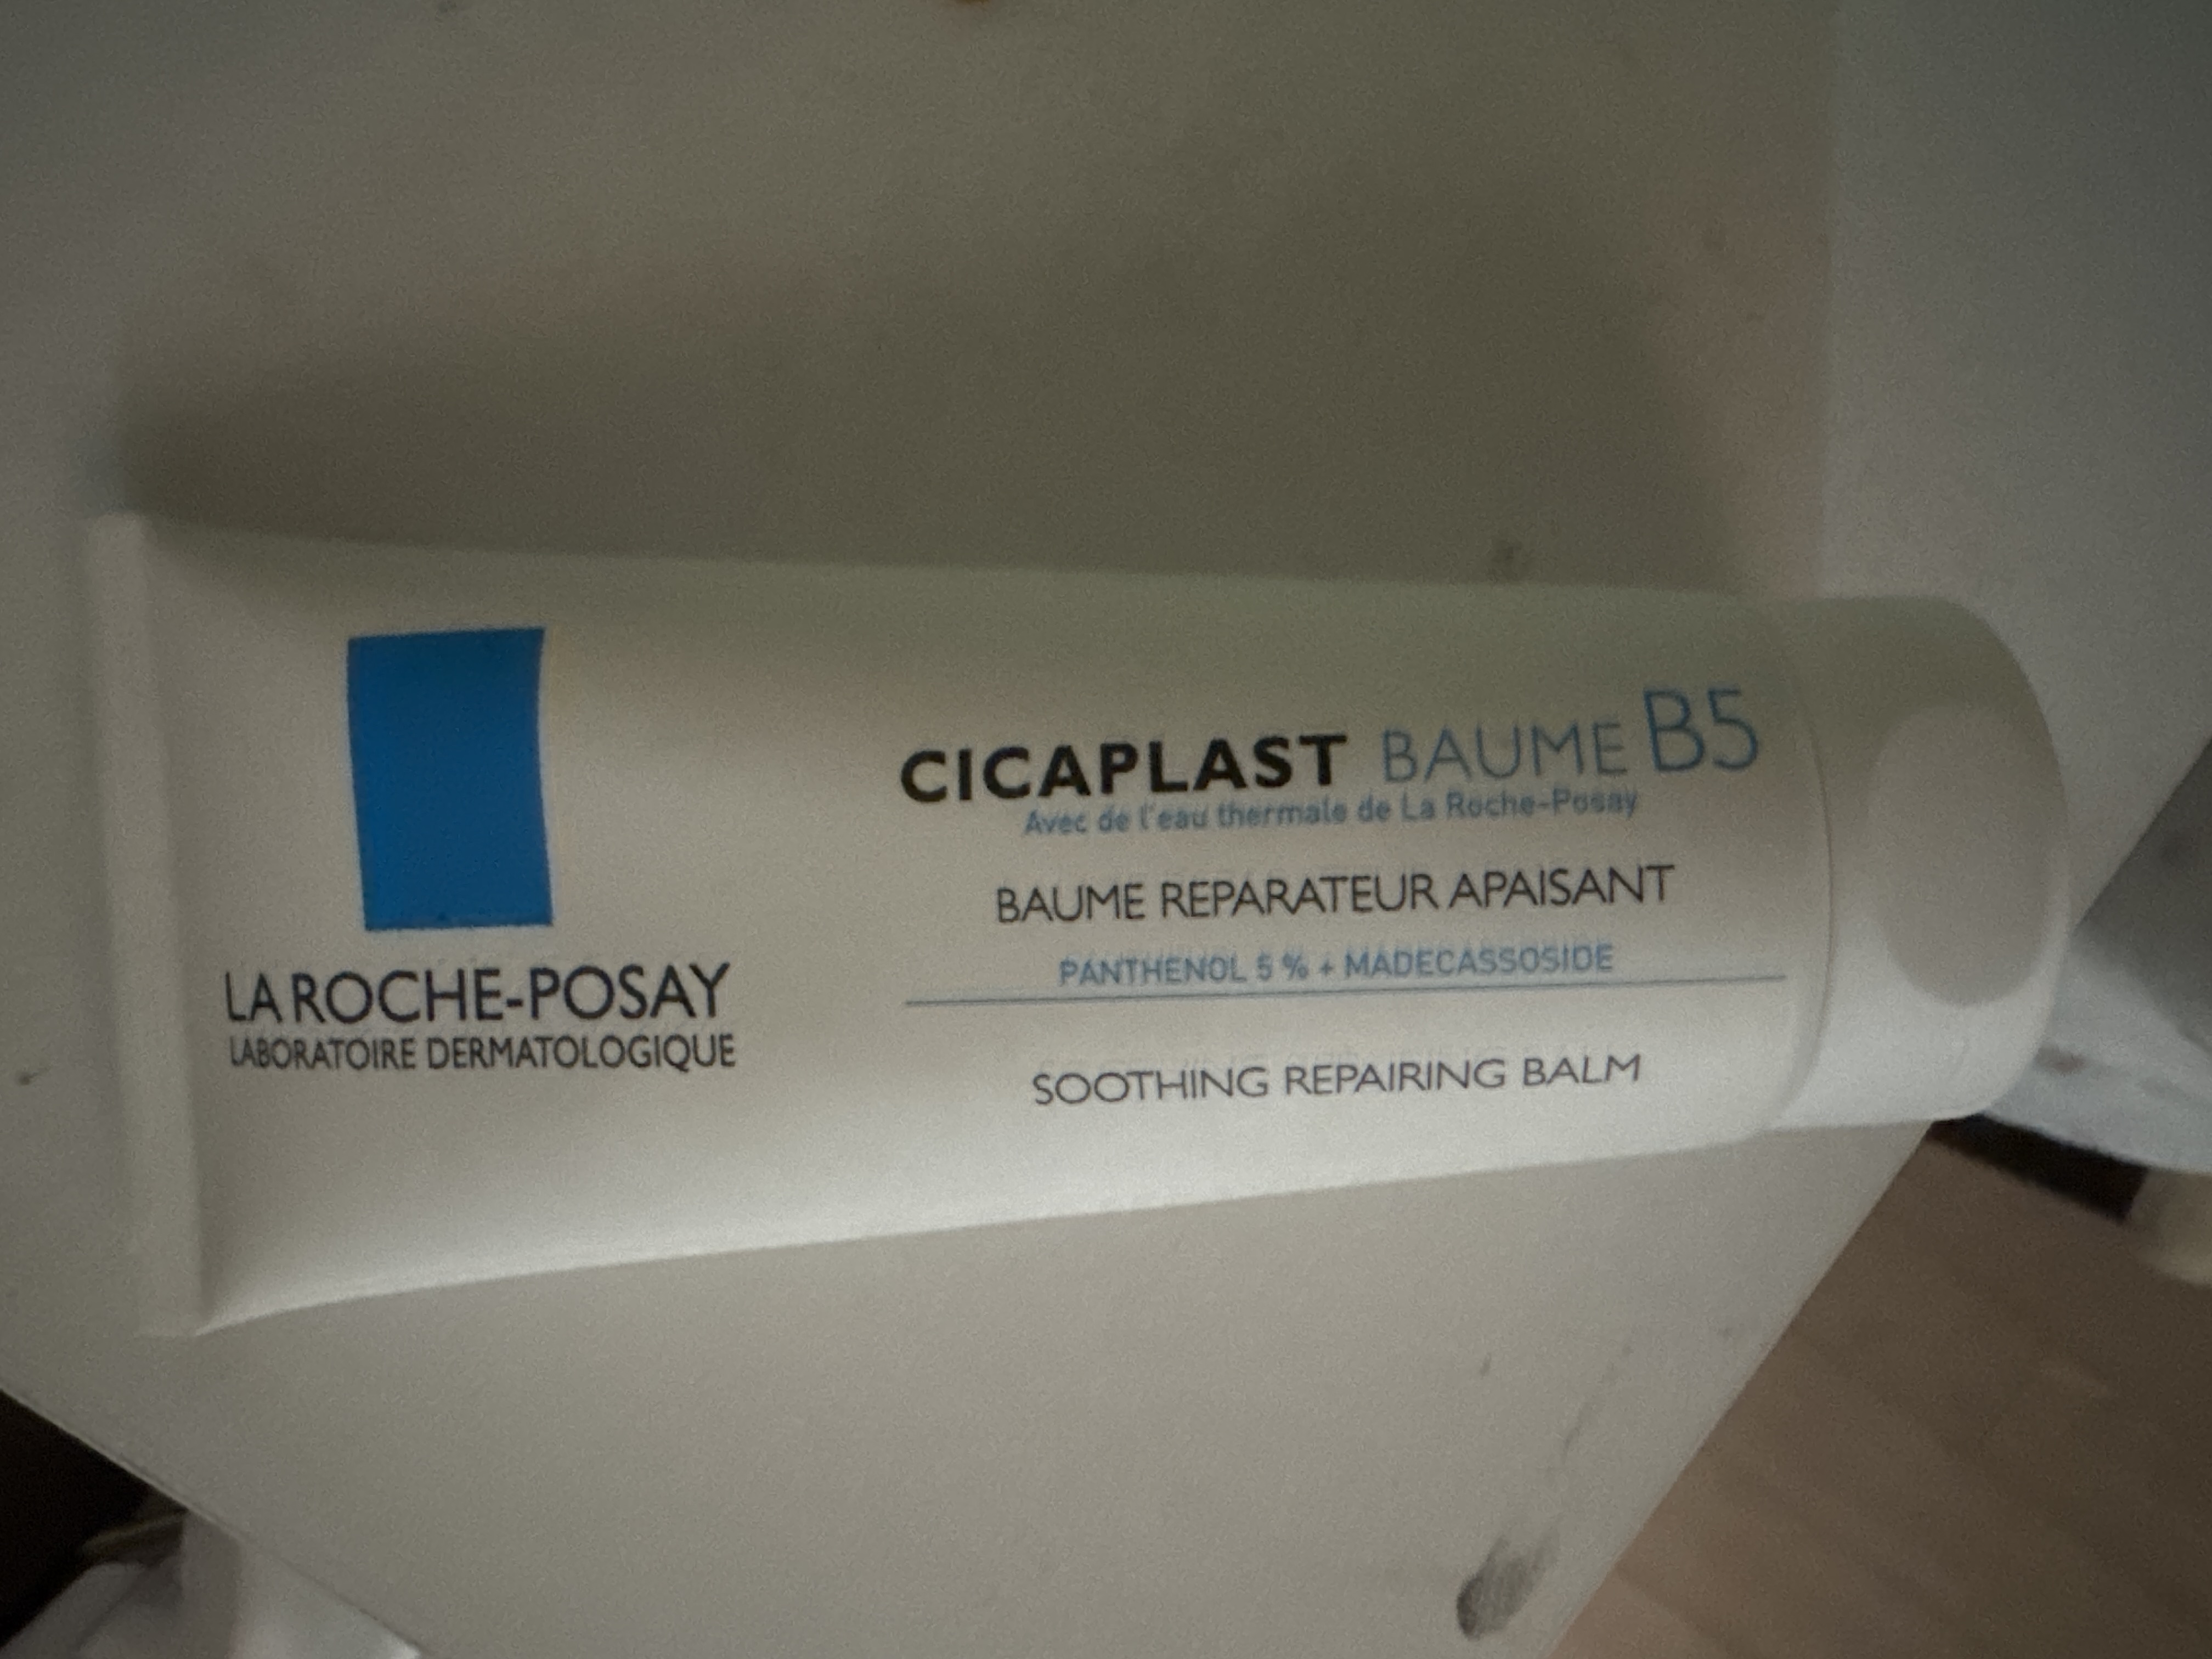 LA ROCHE-POSAY
LABORATOIRE DERMATOLOGIQUE
CICAPLAST BAUME B5
Avec de l'eau thermale de La Roche-Posay
BAUME REPARATEUR APAISANT
PANTHENOL 5 % + MADECASSOSIDE
SOOTHING REPAIRING BALM